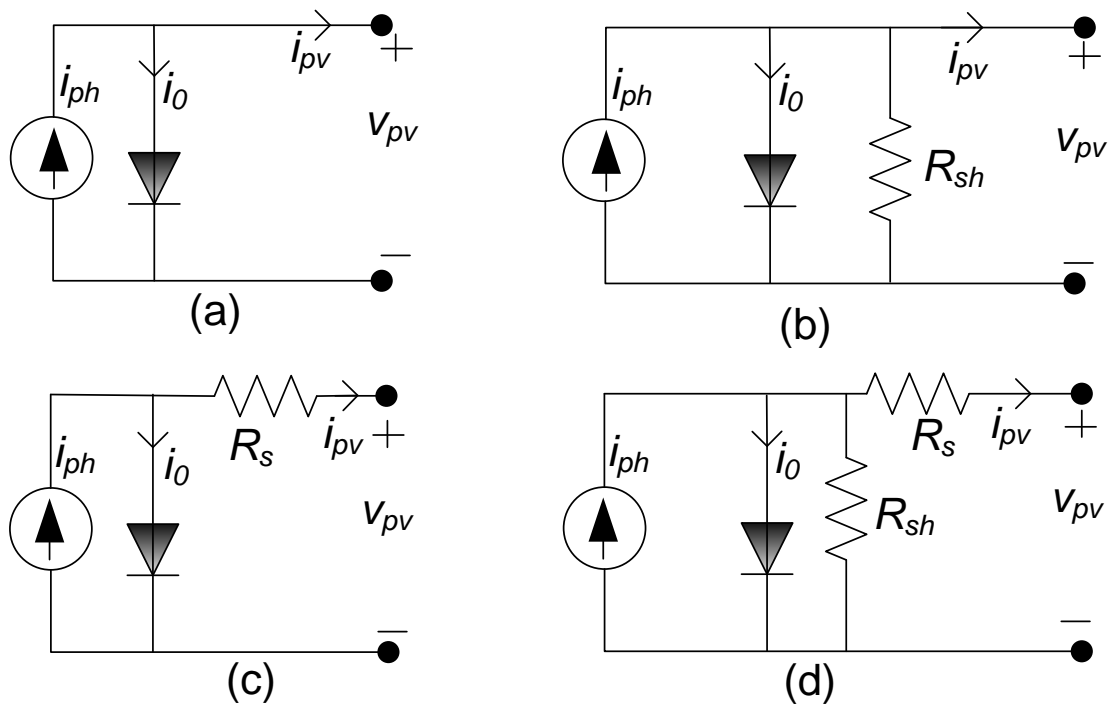 i_ph
i_0
i_pv
+
v_pv
−
(a)
i_ph
i_0
R_sh
i_pv
+
v_pv
−
(b)
i_ph
i_0
R_s
i_pv
+
v_pv
−
(c)
i_ph
i_0
R_sh
R_s
i_pv
+
v_pv
−
(d)